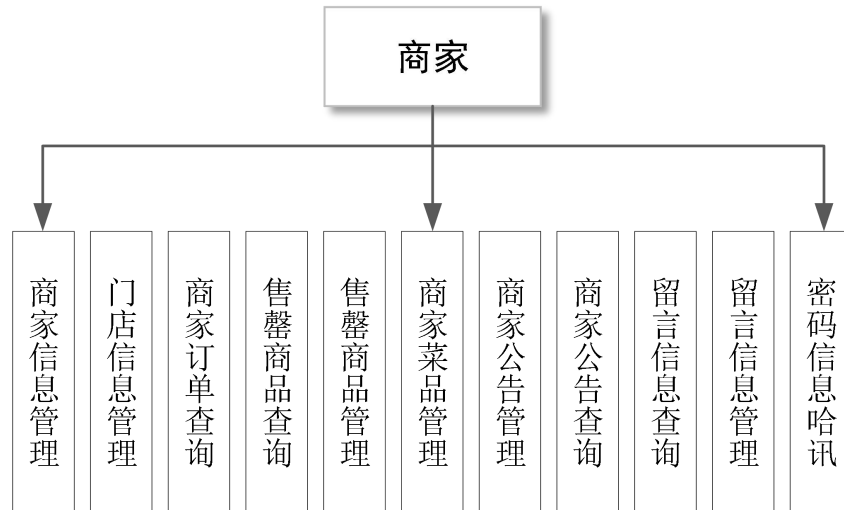 商家
商家信息管理
门店信息管理
商家订单查询
售罄商品查询
售罄商品管理
商家菜品管理
商家公告管理
商家公告查询
留言信息查询
留言信息管理
密码信息哈讯